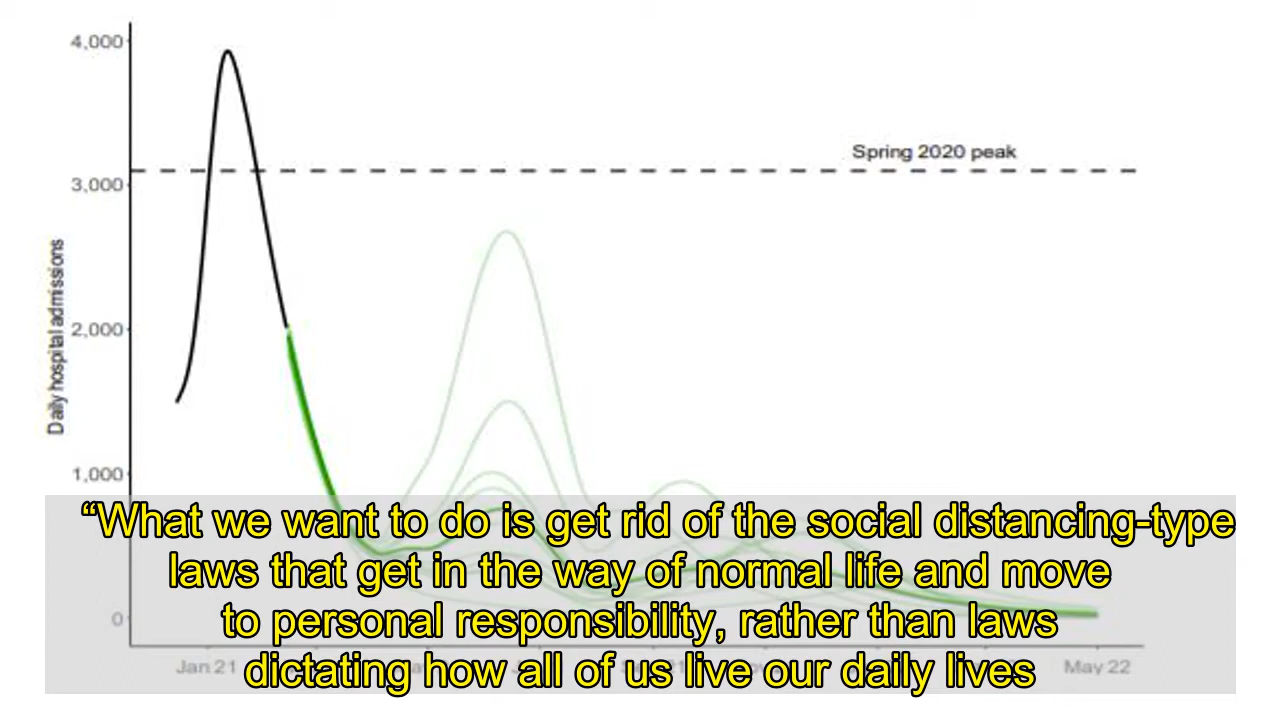 4,000
Spring 2020 peak
3,000
Daily hospital admissions
2,000
1,000
“What we want to do is get rid of the social distancing-type
laws that get in the way of normal life and move
to personal responsibility, rather than laws
0
dictating how all of us live our daily lives
Jan 21
May 22